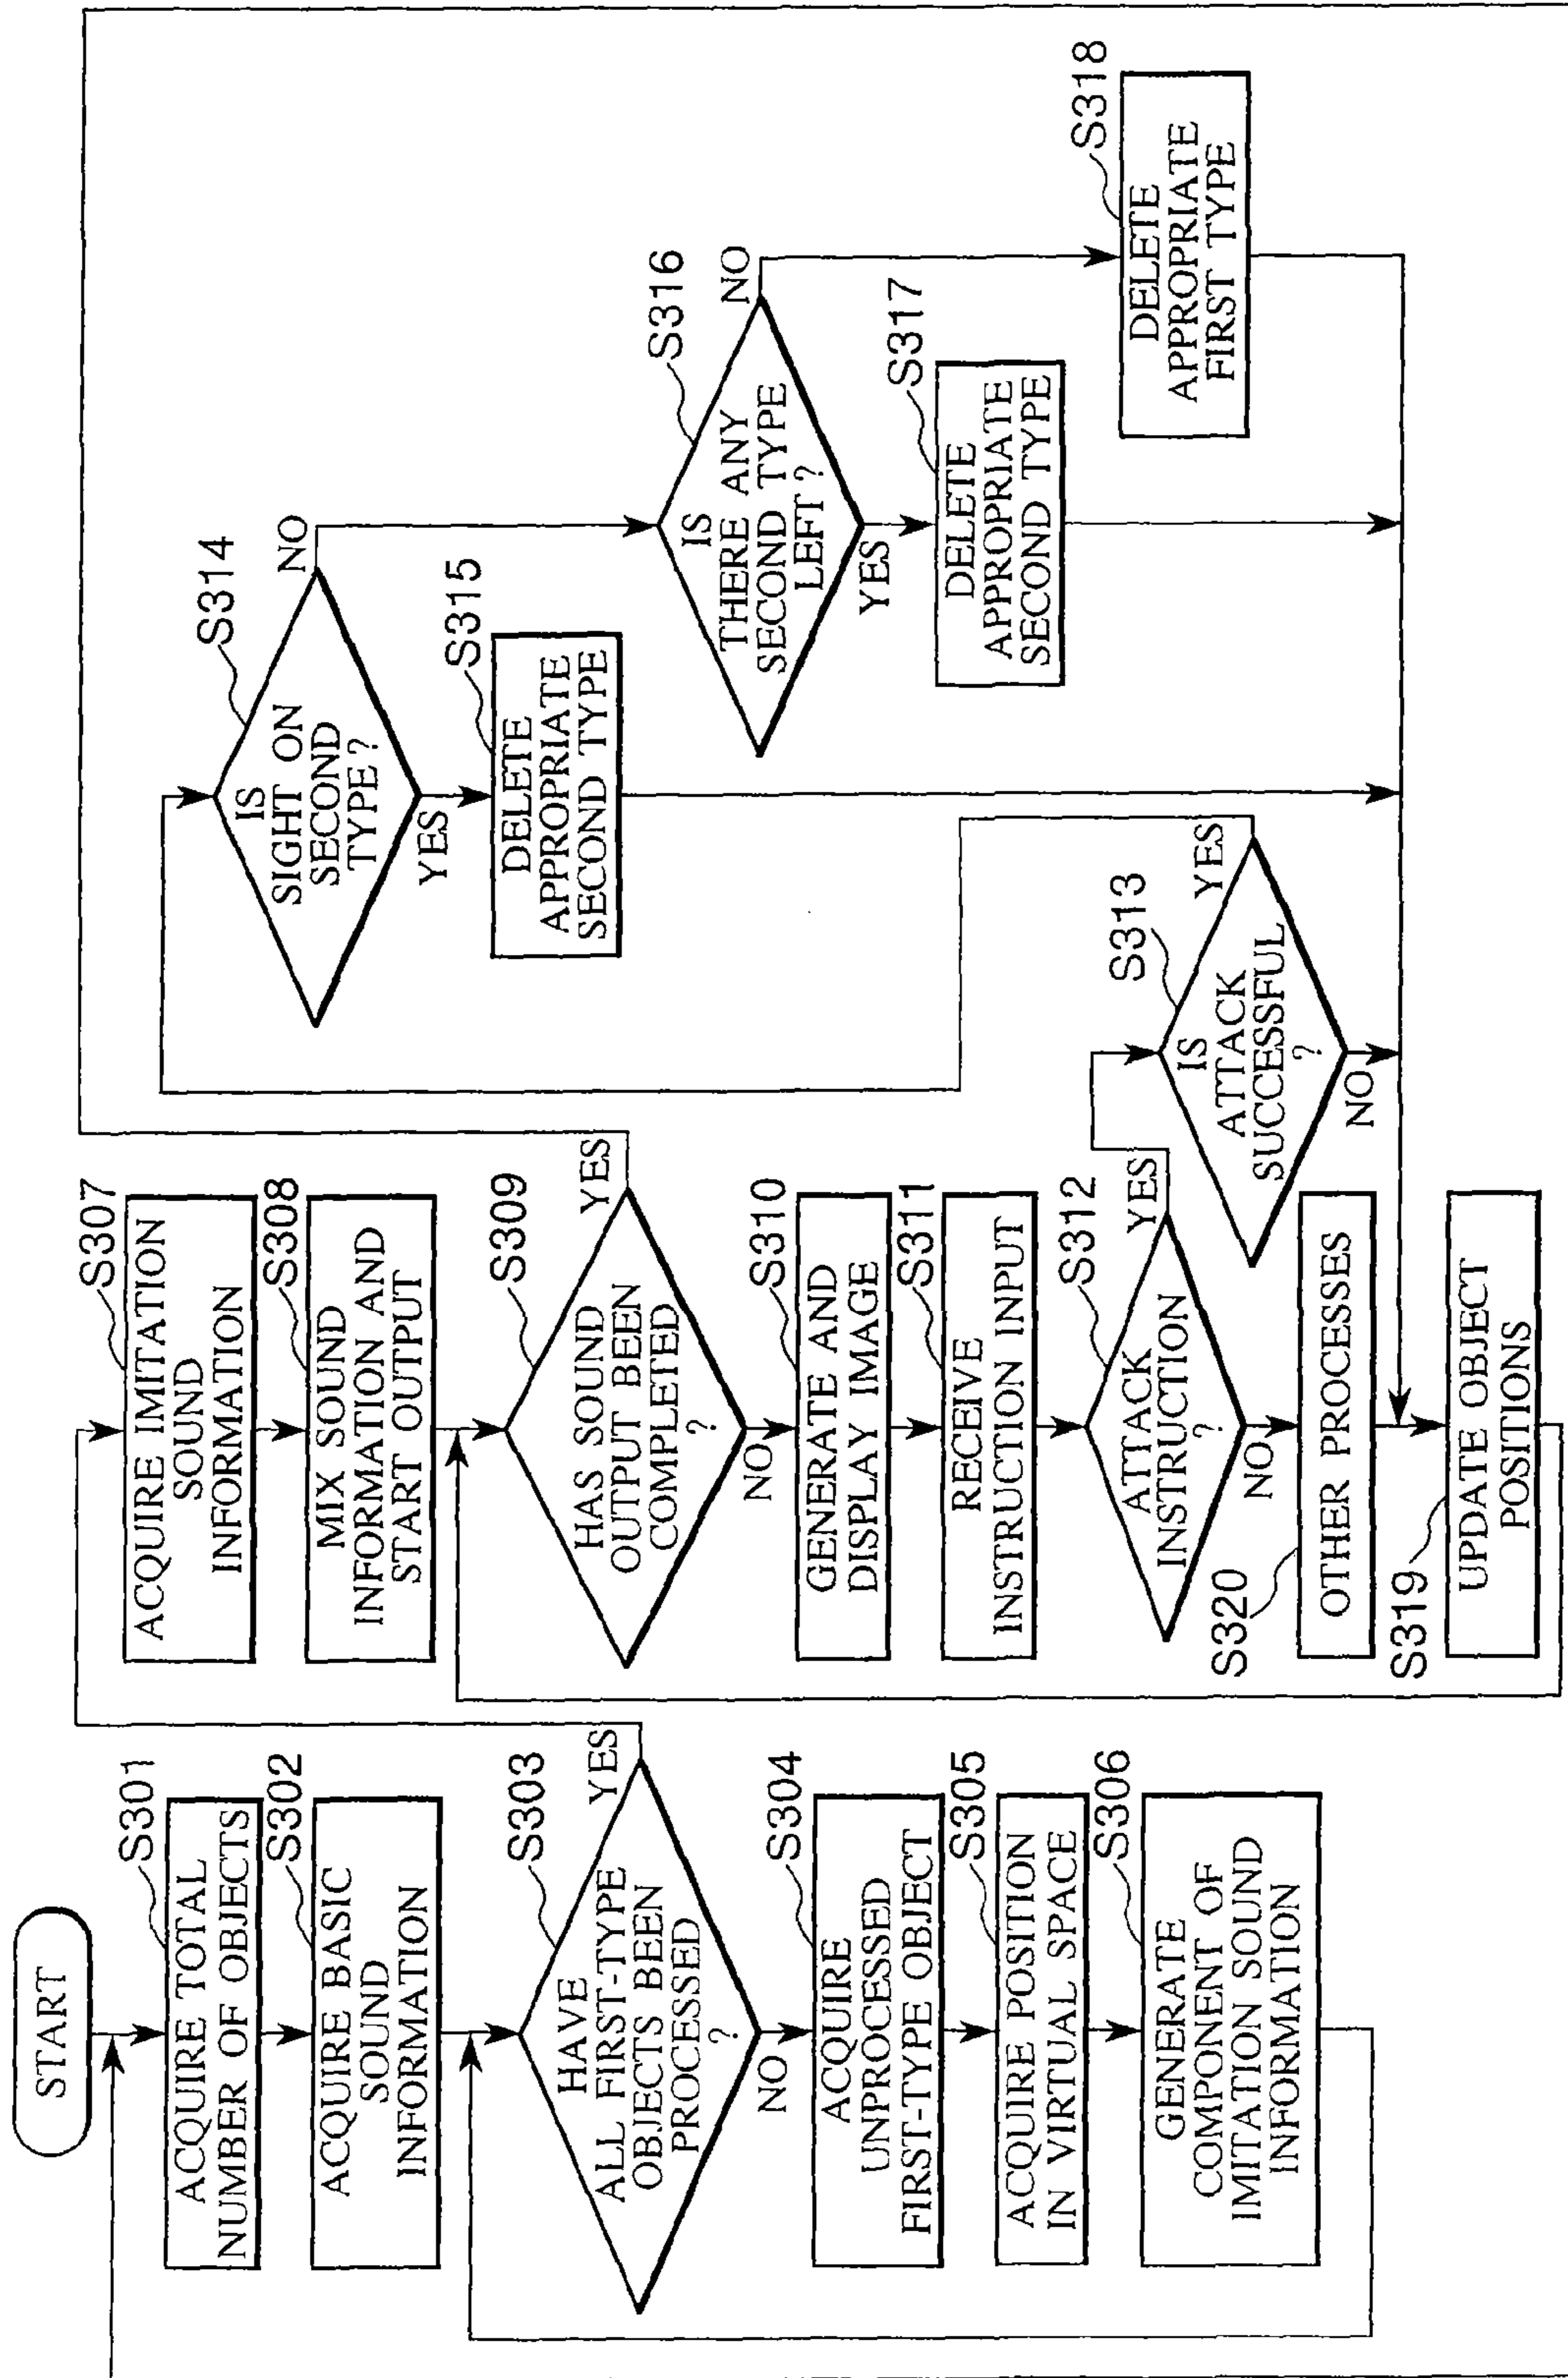 START
S301
ACQUIRE TOTAL
NUMBER OF OBJECTS
S302
ACQUIRE BASIC
SOUND
INFORMATION
S303
HAVE
ALL FIRST-TYPE
OBJECTS BEEN
PROCESSED
?
YES
NO
S304
ACQUIRE
UNPROCESSED
FIRST-TYPE OBJECT
S305
ACQUIRE POSITION
IN VIRTUAL SPACE
S306
GENERATE
COMPONENT OF
IMITATION SOUND
INFORMATION
S307
ACQUIRE IMITATION
SOUND
INFORMATION
S308
MIX SOUND
INFORMATION AND
START OUTPUT
S309
HAS SOUND
OUTPUT BEEN
COMPLETED
?
YES
NO
S310
GENERATE AND
DISPLAY IMAGE
S311
RECEIVE
INSTRUCTION INPUT
S312
ATTACK
INSTRUCTION
?
YES
NO
S320
OTHER PROCESSES
S319
UPDATE OBJECT
POSITIONS
S313
IS
ATTACK
SUCCESSFUL
?
YES
NO
S314
IS
SIGHT ON
SECOND
TYPE?
NO
YES
S315
DELETE
APPROPRIATE
SECOND TYPE
S316
IS
THERE ANY
SECOND TYPE
LEFT?
NO
YES
S317
DELETE
APPROPRIATE
SECOND TYPE
S318
DELETE
APPROPRIATE
FIRST TYPE